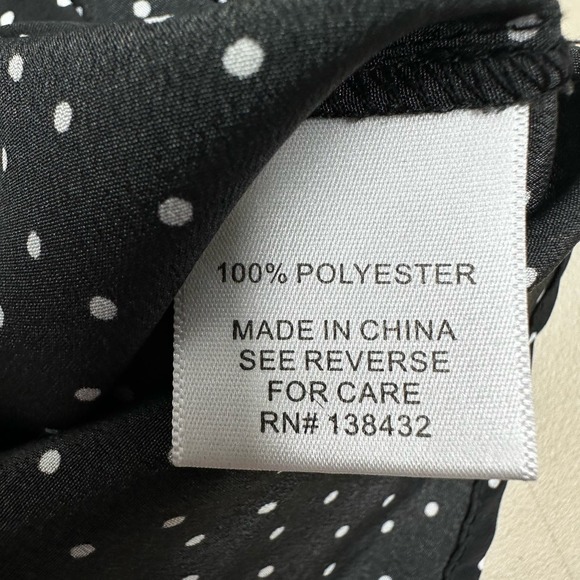 100% POLYESTER
MADE IN CHINA
SEE REVERSE
FOR CARE
RN# 138432